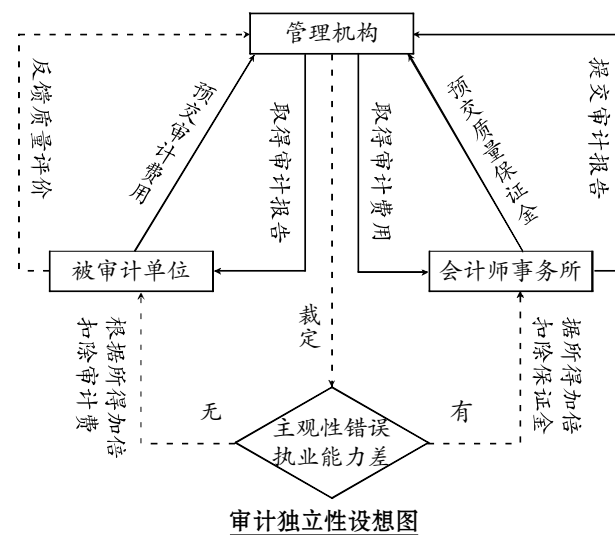 管理机构
反馈质量评价
预交审计费用
取得审计报告
取得审计费用
预交质量保证金
提交审计报告
被审计单位
会计师事务所
裁定
根据所得加倍
扣除审计费
据所得加倍
扣除保证金
无
有
主观性错误
执业能力差
审计独立性设想图